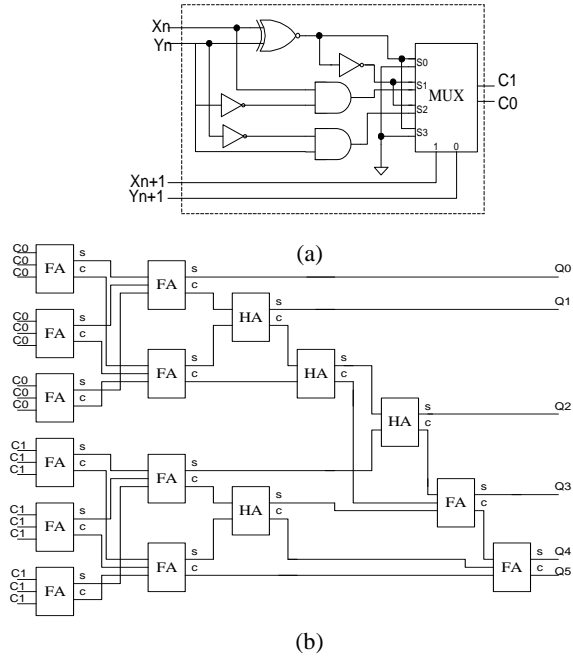 Xn
Yn
S0
S1
S2
S3
MUX
1 0
C1
C0
Xn+1
Yn+1
(a)
C0
C0
C0
FA
s
c
FA
s
c
Q0
C0
C0
C0
FA
s
c
HA
s
c
Q1
FA
s
c
HA
s
c
C0
C0
C0
FA
s
c
HA
s
c
Q2
C1
C1
C1
FA
s
c
FA
s
c
HA
s
c
FA
s
c
Q3
C1
C1
C1
FA
s
c
FA
s
c
FA
s
c
Q4
Q5
C1
C1
C1
FA
s
c
(b)